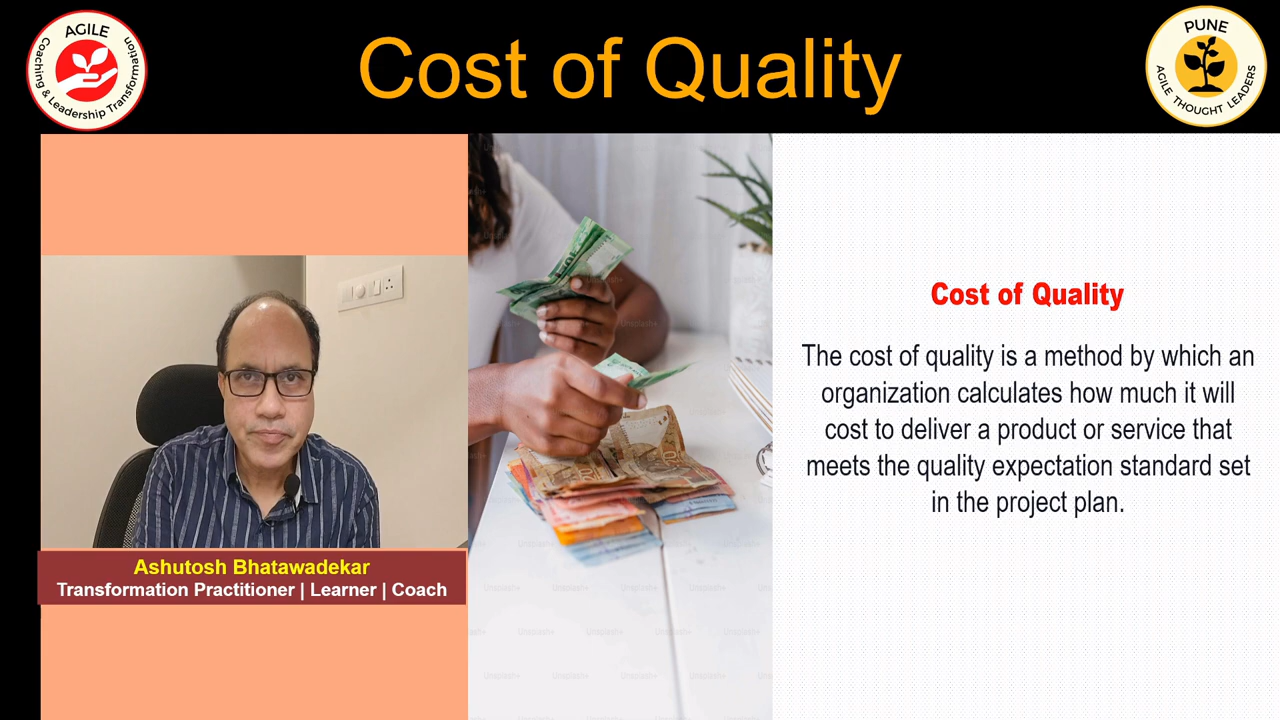 AGILE
Coaching & Leadership Transformation
Cost of Quality
PUNE
AGILE THOUGHT LEADERS
Ashutosh Bhatawadekar
Transformation Practitioner | Learner | Coach
Cost of Quality
The cost of quality is a method by which an
organization calculates how much it will
cost to deliver a product or service that
meets the quality expectation standard set
in the project plan.